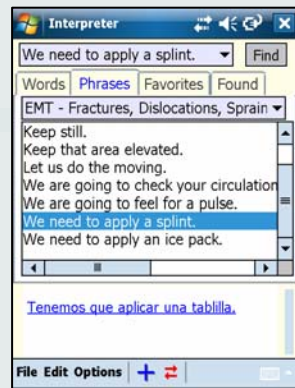 Interpreter
We need to apply a splint.
Find
Words Phrases Favorites Found
EMT - Fractures, Dislocations, Sprain
Keep still.
Keep that area elevated.
Let us do the moving.
We are going to check your circulation
We are going to feel for a pulse.
We need to apply a splint.
We need to apply an ice pack.
Tenemos que aplicar una tablilla.
File Edit Options